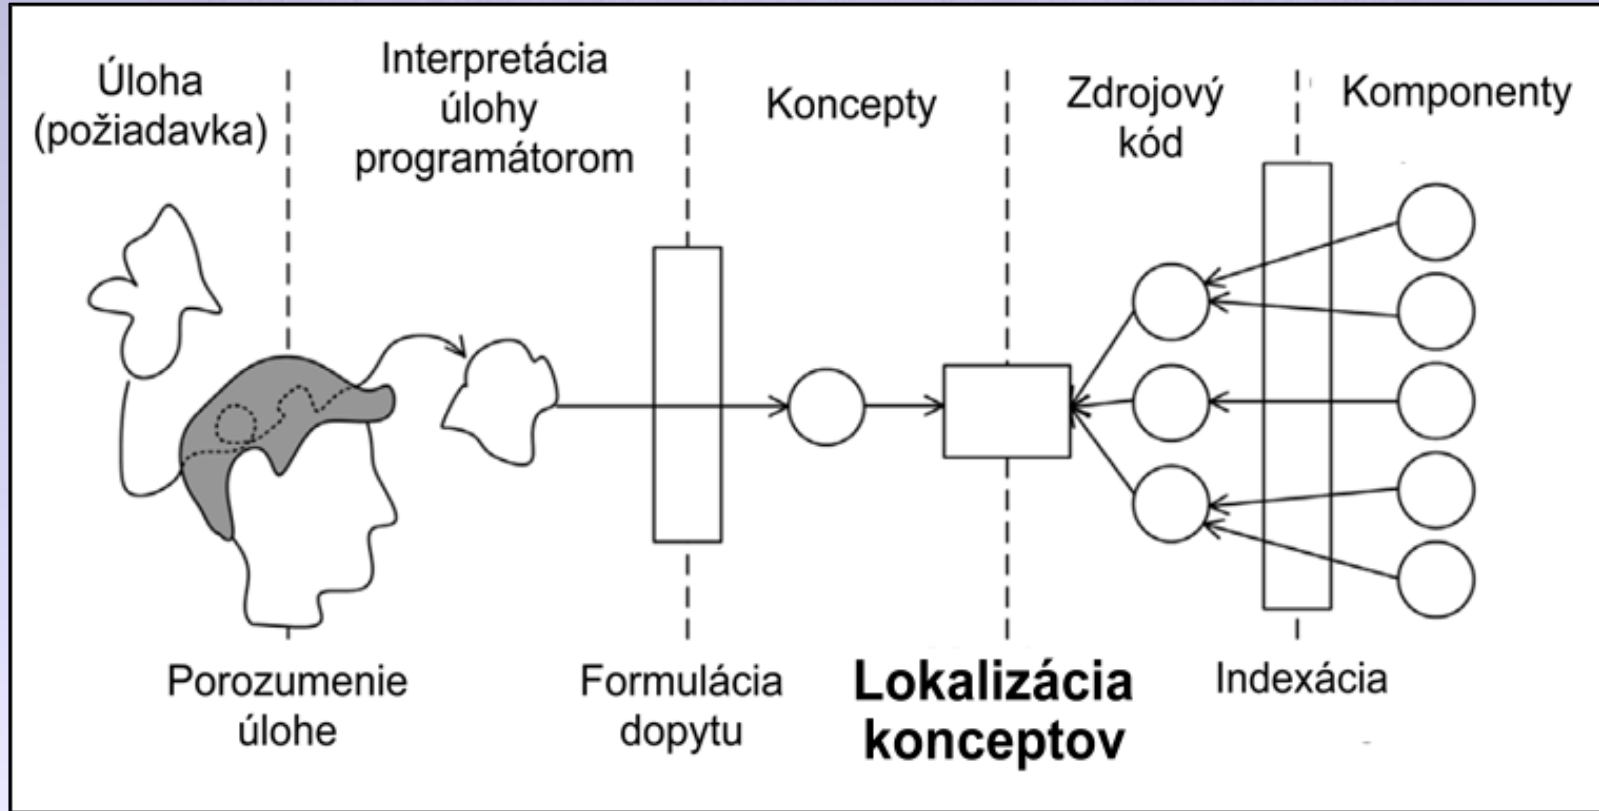 Úloha
(požiadavka)
Interpretácia
úlohy
programátorom
Koncepty
Zdrojový
kód
Komponenty
Porozumenie
úlohe
Formulácia
dopytu
Lokalizácia
konceptov
Indexácia